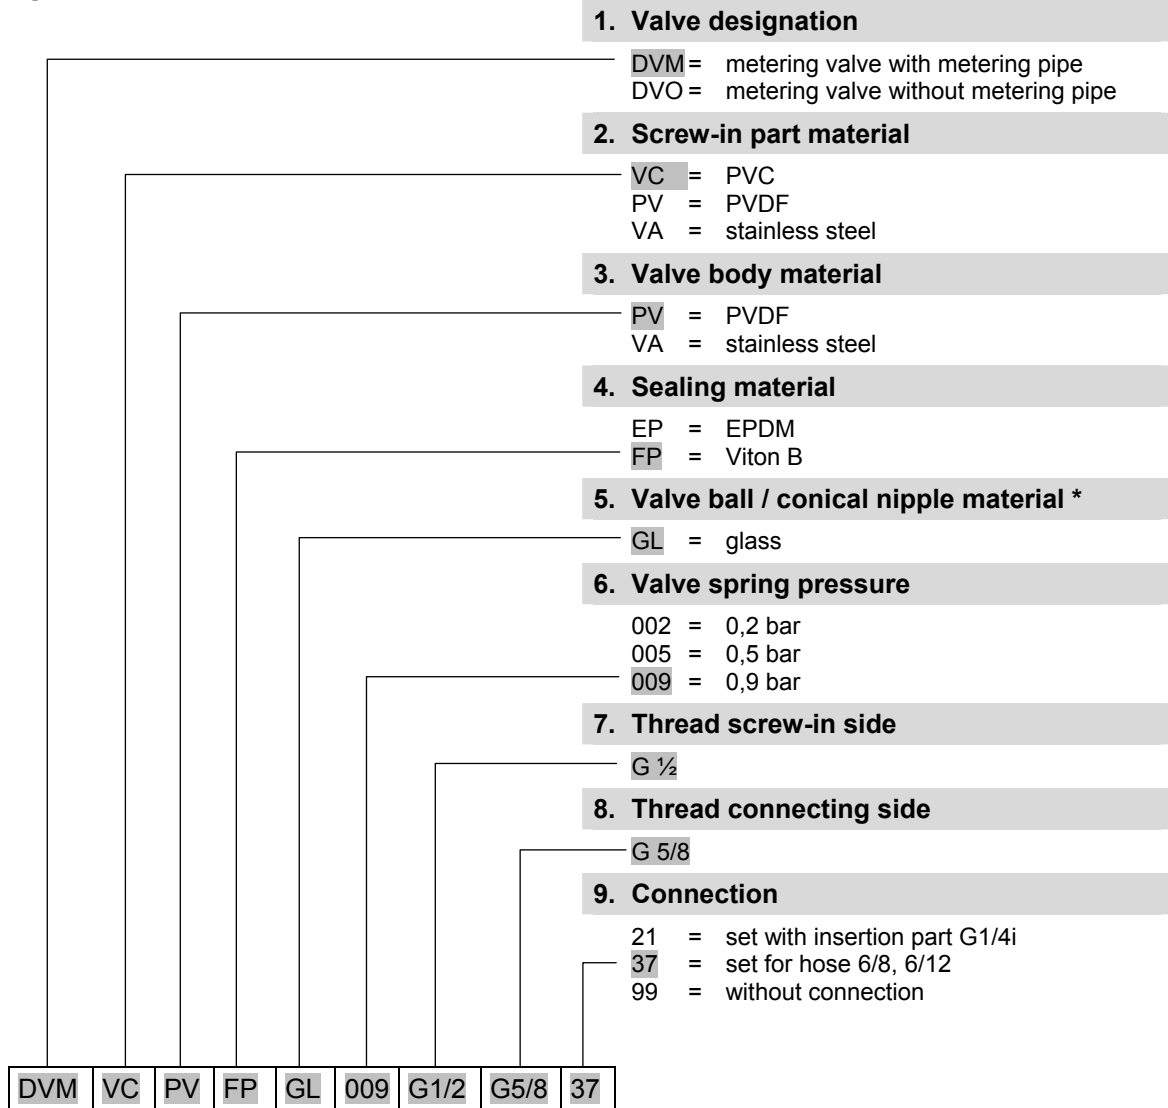 1. Valve designation
DVM = metering valve with metering pipe
DVO = metering valve without metering pipe
2. Screw-in part material
VC = PVC
PV = PVDF
VA = stainless steel
3. Valve body material
PV = PVDF
VA = stainless steel
4. Sealing material
EP = EPDM
FP = Viton B
5. Valve ball / conical nipple material *
GL = glass
6. Valve spring pressure
002 = 0,2 bar
005 = 0,5 bar
009 = 0,9 bar
7. Thread screw-in side
G ½
8. Thread connecting side
G 5/8
9. Connection
21 = set with insertion part G1/4i
37 = set for hose 6/8, 6/12
99 = without connection
DVM VC PV FP GL 009 G1/2 G5/8 37